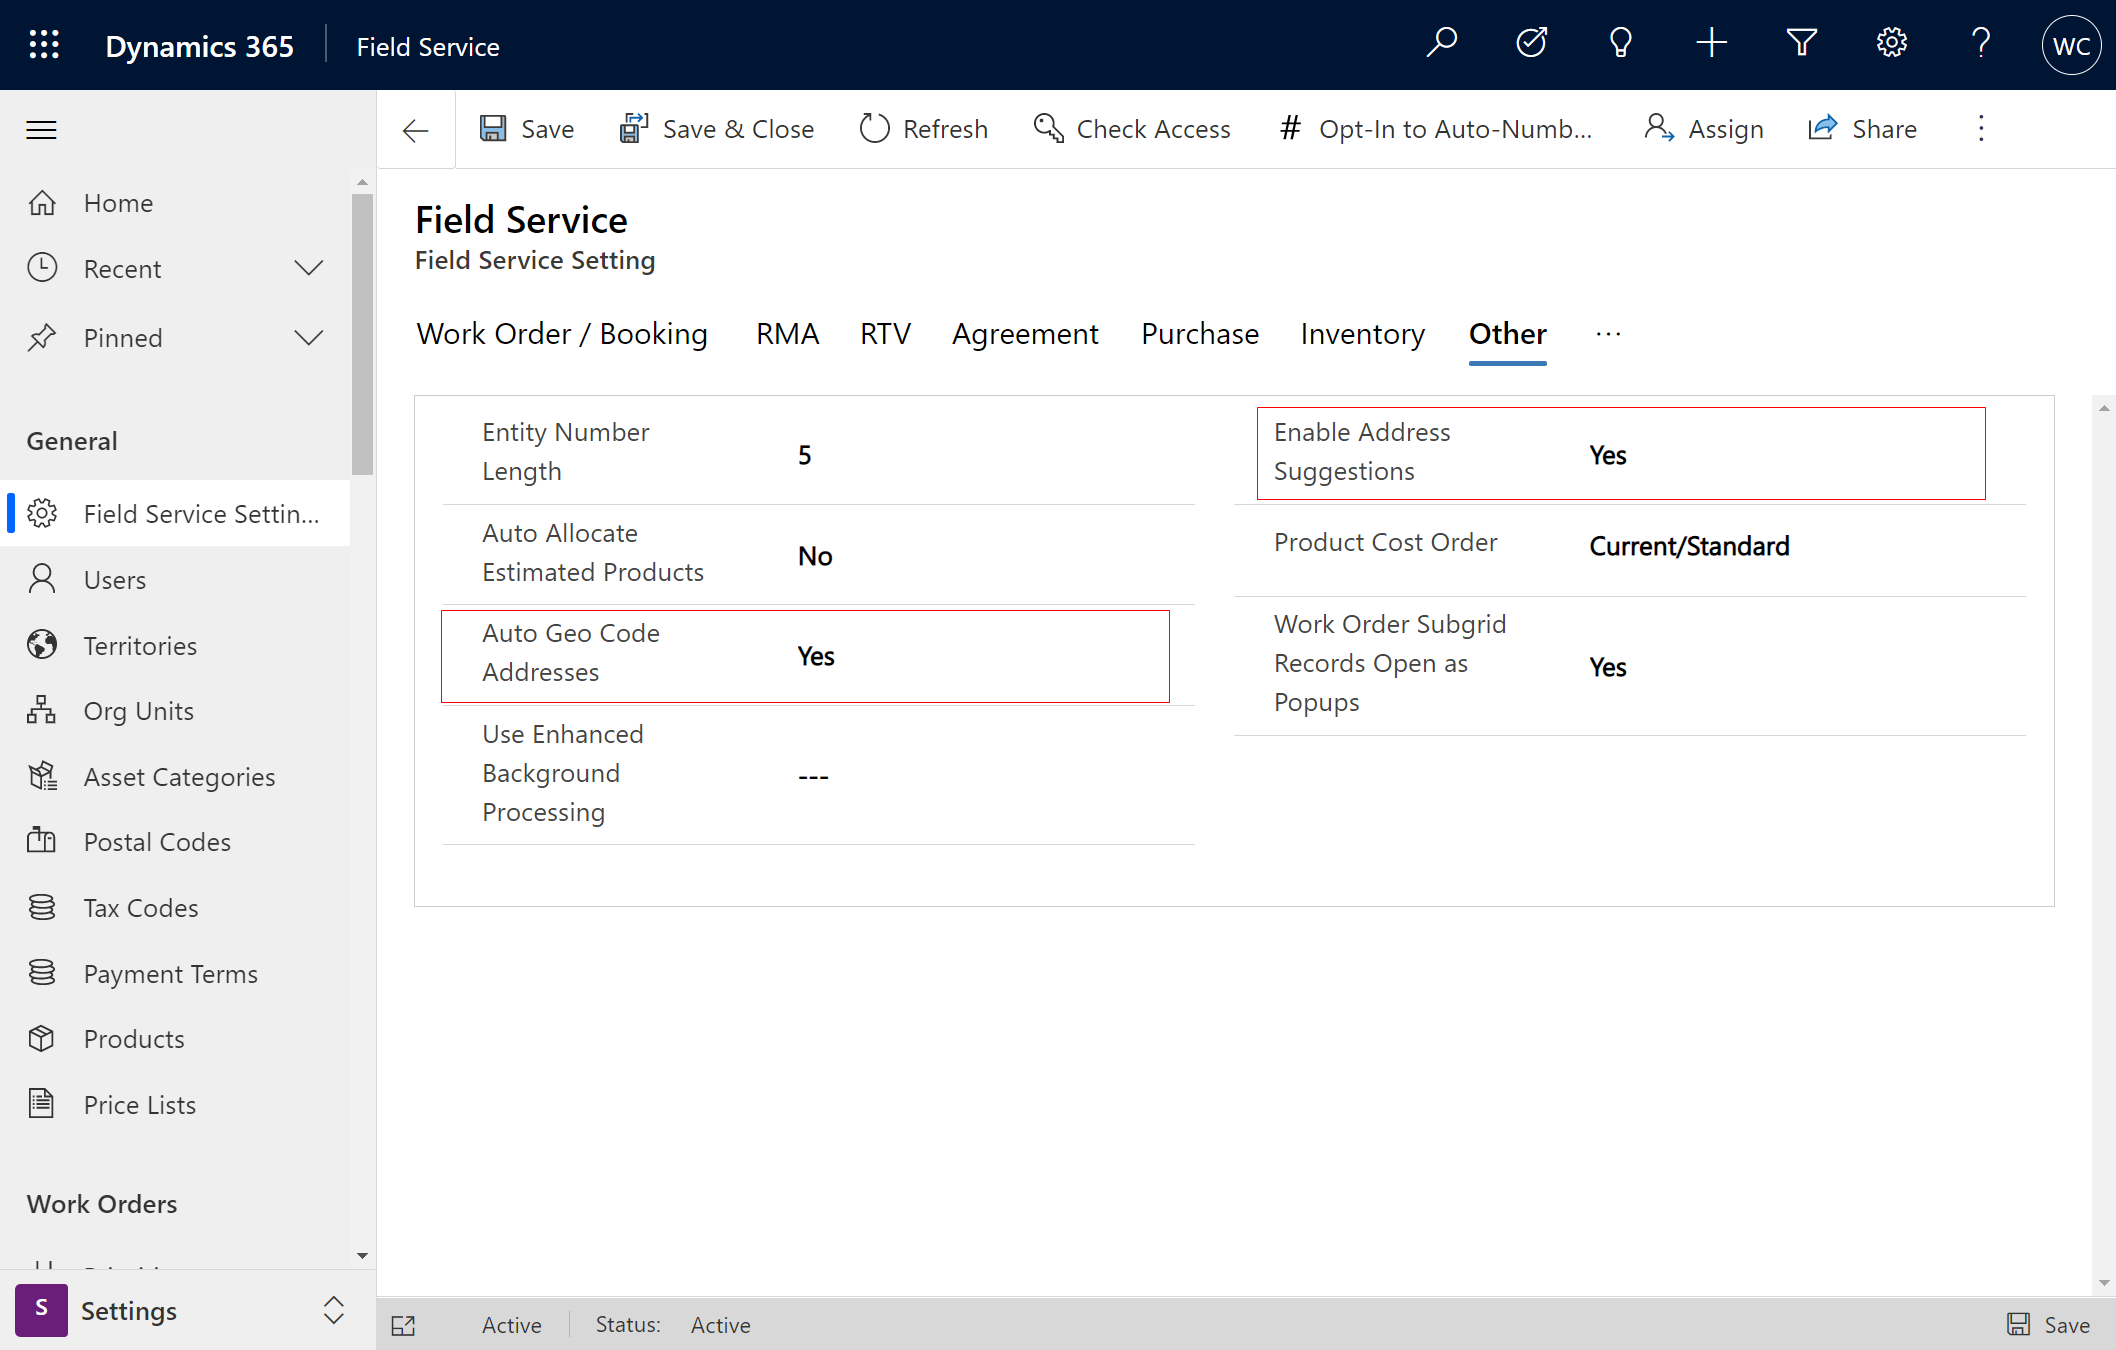 Dynamics 365
Field Service
WC
Save
Save & Close
Refresh
Check Access
# Opt-In to Auto-Numb...
Assign
Share
Home
Recent
Pinned
General
Field Service Settin...
Users
Territories
Org Units
Asset Categories
Postal Codes
Tax Codes
Payment Terms
Products
Price Lists
Work Orders
S
Settings
Field Service
Field Service Setting
Work Order / Booking
RMA
RTV
Agreement
Purchase
Inventory
Other
...
Entity Number
Length
5
Auto Allocate
Estimated Products
No
Auto Geo Code
Addresses
Yes
Use Enhanced
Background
Processing
---
Enable Address
Suggestions
Yes
Product Cost Order
Current/Standard
Work Order Subgrid
Records Open as
Popups
Yes
Active
Status:
Active
Save